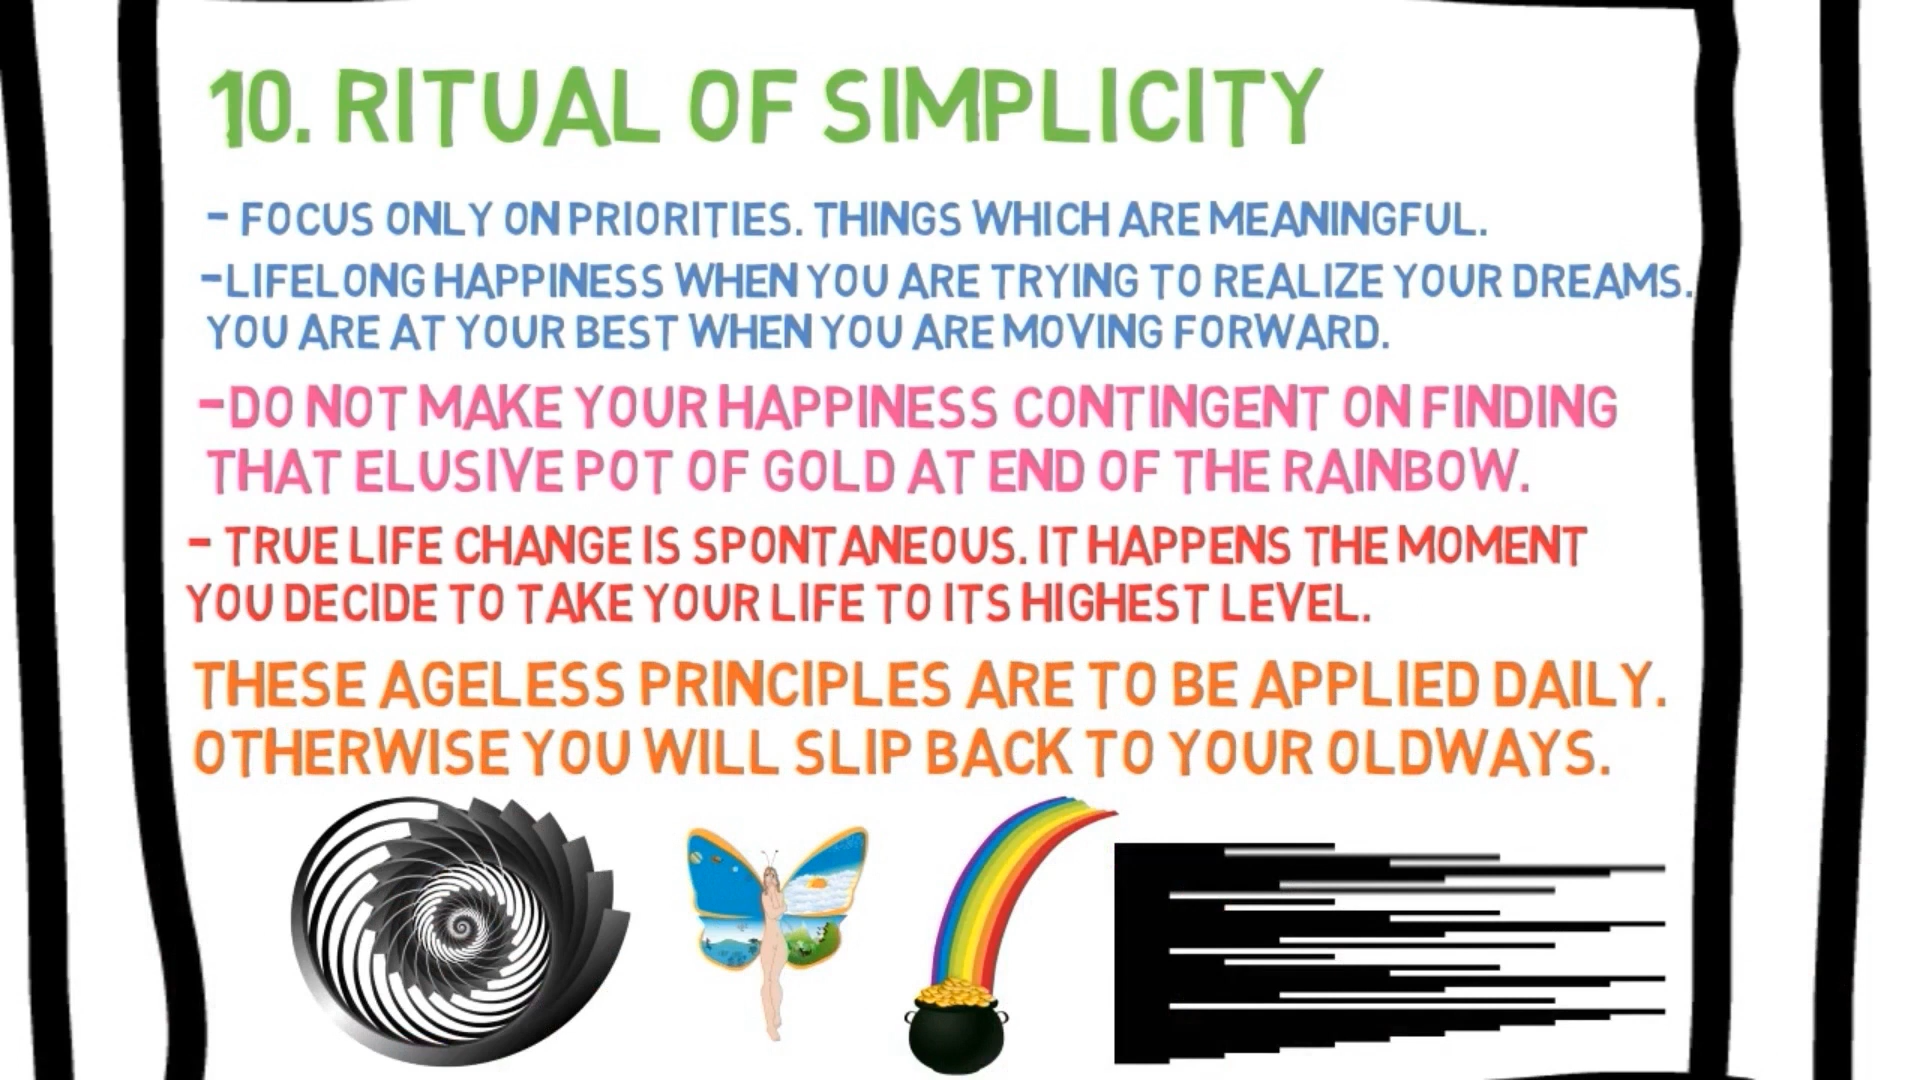 10. RITUAL OF SIMPLICITY
- FOCUS ONLY ON PRIORITIES. THINGS WHICH ARE MEANINGFUL.
-LIFELONG HAPPINESS WHEN YOU ARE TRYING TO REALIZE YOUR DREAMS.
YOU ARE AT YOUR BEST WHEN YOU ARE MOVING FORWARD.
-DO NOT MAKE YOUR HAPPINESS CONTINGENT ON FINDING
THAT ELUSIVE POT OF GOLD AT END OF THE RAINBOW.
- TRUE LIFE CHANGE IS SPONTANEOUS. IT HAPPENS THE MOMENT
YOU DECIDE TO TAKE YOUR LIFE TO ITS HIGHEST LEVEL.
THESE AGELESS PRINCIPLES ARE TO BE APPLIED DAILY.
OTHERWISE YOU WILL SLIP BACK TO YOUR OLDWAYS.